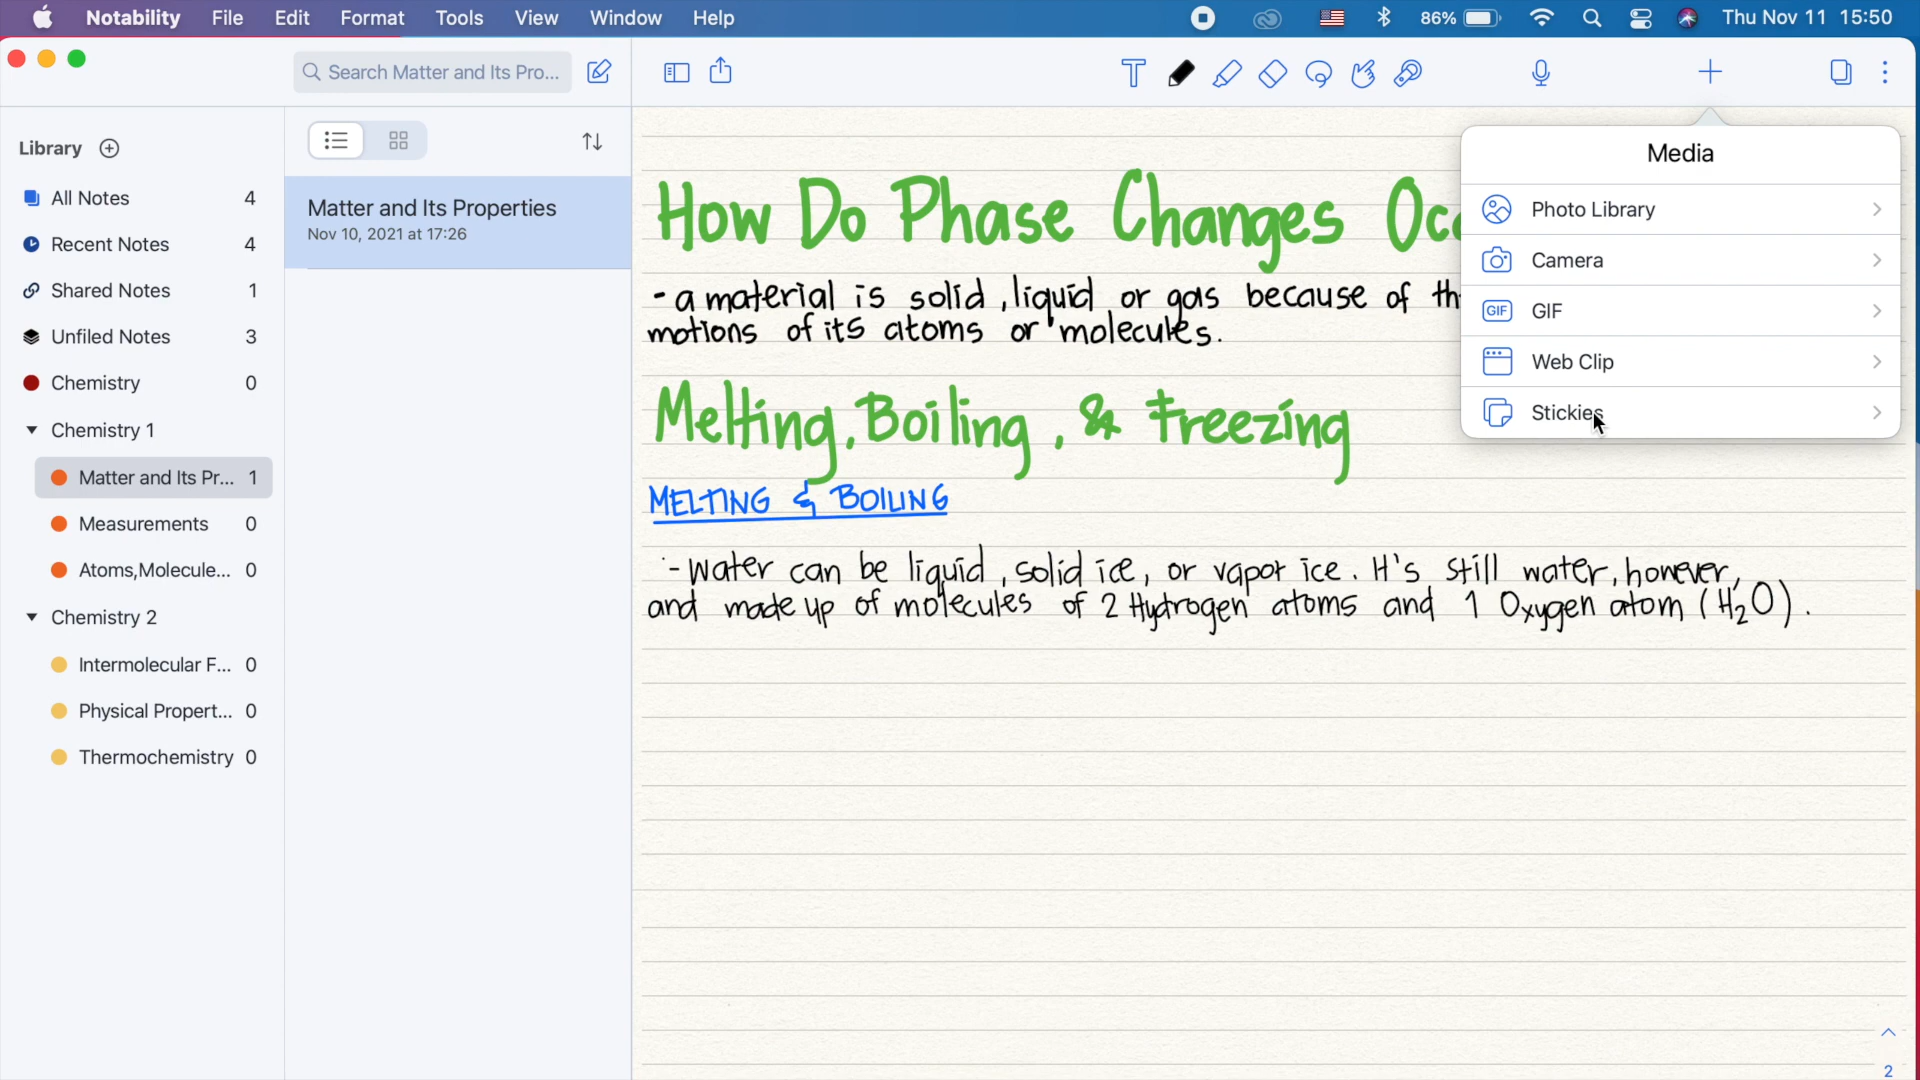 Notability File Edit Format Tools View Window Help 86% Thu Nov 11 15:50
Search Matter and Its Pro...
Library
All Notes 4
Recent Notes 4
Shared Notes 1
Unfiled Notes 3
Chemistry 0
Chemistry 1
Matter and Its Pr... 1
Measurements 0
Atoms,Molecule... 0
Chemistry 2
Intermolecular F... 0
Physical Propert... 0
Thermochemistry 0
Matter and Its Properties
Nov 10, 2021 at 17:26
How Do Phase Changes Occ
- a material is solid, liquid or gas because of th
motions of its atoms or molecules.
Melting, Boiling, & Freezing
MELTING & BOILING
- Water can be liquid, solid ice, or vapor ice. It's still water, however,
and made up of molecules of 2 Hydrogen atoms and 1 Oxygen atom (H₂O).
Media
Photo Library
Camera
GIF GIF
Web Clip
Stickies
2